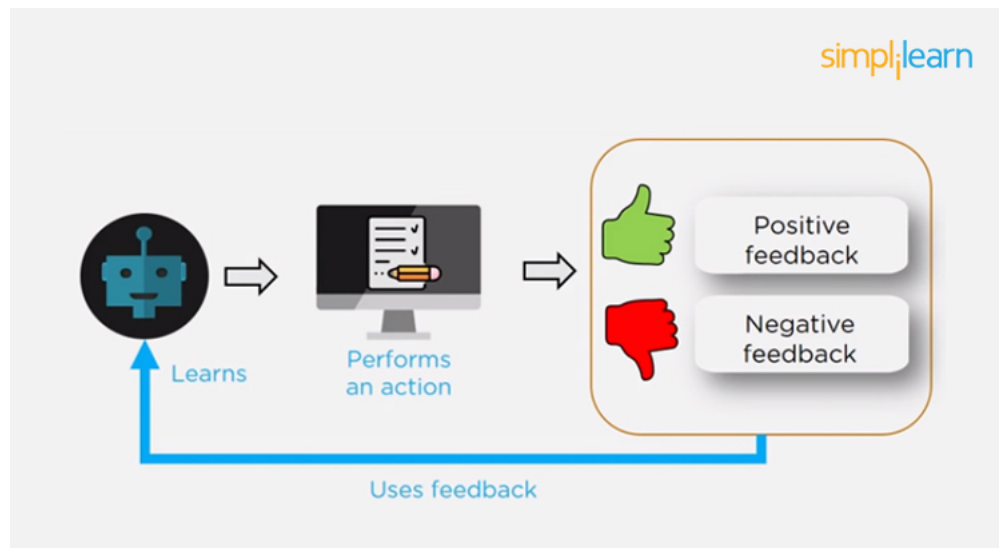 simplilearn
Positive
feedback
Negative
feedback
Learns
Performs
an action
Uses feedback